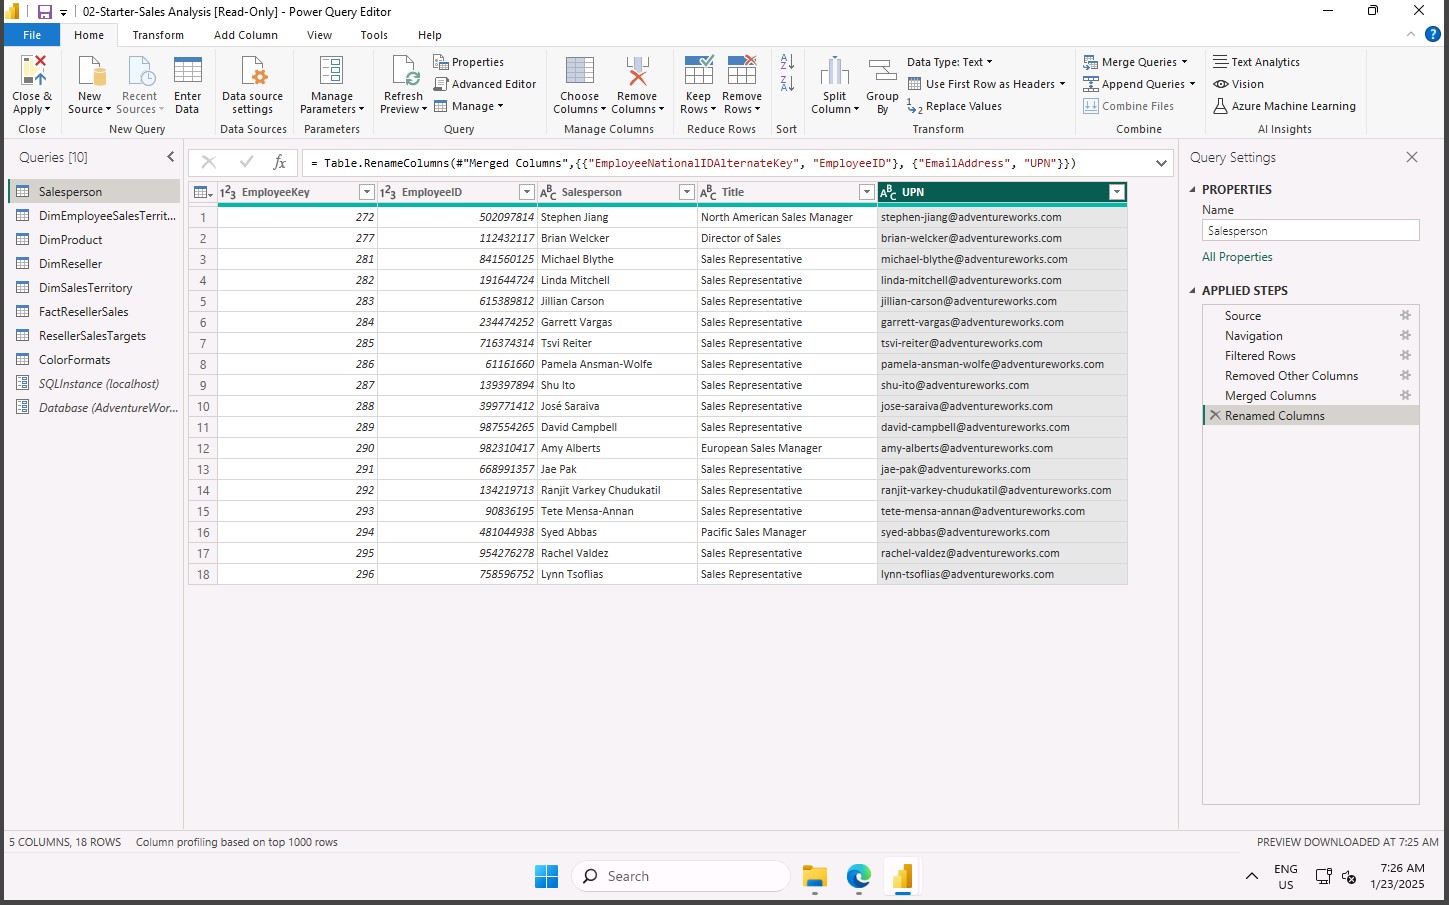 02-Starter-Sales Analysis [Read-Only] - Power Query Editor
File Home Transform Add Column View Tools Help
Close & Apply
Close
New Source
Recent Sources
Enter Data
New Query
Data source settings
Data Sources
Manage Parameters
Parameters
Refresh Preview
Properties
Advanced Editor
Manage
Query
Choose Columns
Remove Columns
Manage Columns
Keep Rows
Remove Rows
Reduce Rows
Sort
Split Column
Group By
Data Type: Text
Use First Row as Headers
Replace Values
Transform
Merge Queries
Append Queries
Combine Files
Combine
Text Analytics
Vision
Azure Machine Learning
AI Insights
Queries [10]
Salesperson
DimEmployeeSalesTerrit...
DimProduct
DimReseller
DimSalesTerritory
FactResellerSales
ResellerSalesTargets
ColorFormats
SQLInstance (localhost)
Database (AdventureWor...
fx = Table.RenameColumns(#"Merged Columns",{{"EmployeeNationalIDAlternateKey", "EmployeeID"}, {"EmailAddress", "UPN"}})
123 EmployeeKey 123 EmployeeID ABC Salesperson ABC Title ABC UPN
1 272 502097814 Stephen Jiang North American Sales Manager stephen-jiang@adventureworks.com
2 277 112432117 Brian Welcker Director of Sales brian-welcker@adventureworks.com
3 281 841560125 Michael Blythe Sales Representative michael-blythe@adventureworks.com
4 282 191644724 Linda Mitchell Sales Representative linda-mitchell@adventureworks.com
5 283 615389812 Jillian Carson Sales Representative jillian-carson@adventureworks.com
6 284 234474252 Garrett Vargas Sales Representative garrett-vargas@adventureworks.com
7 285 716374314 Tsvi Reiter Sales Representative tsvi-reiter@adventureworks.com
8 286 61161660 Pamela Ansman-Wolfe Sales Representative pamela-ansman-wolfe@adventureworks.com
9 287 139397894 Shu Ito Sales Representative shu-ito@adventureworks.com
10 288 399771412 José Saraiva Sales Representative jose-saraiva@adventureworks.com
11 289 987554265 David Campbell Sales Representative david-campbell@adventureworks.com
12 290 982310417 Amy Alberts European Sales Manager amy-alberts@adventureworks.com
13 291 668991357 Jae Pak Sales Representative jae-pak@adventureworks.com
14 292 134219713 Ranjit Varkey Chudukatil Sales Representative ranjit-varkey-chudukatil@adventureworks.com
15 293 90836195 Tete Mensa-Annan Sales Representative tete-mensa-annan@adventureworks.com
16 294 481044938 Syed Abbas Pacific Sales Manager syed-abbas@adventureworks.com
17 295 954276278 Rachel Valdez Sales Representative rachel-valdez@adventureworks.com
18 296 758596752 Lynn Tsoflias Sales Representative lynn-tsoflias@adventureworks.com
Query Settings
PROPERTIES
Name
Salesperson
All Properties
APPLIED STEPS
Source
Navigation
Filtered Rows
Removed Other Columns
Merged Columns
Renamed Columns
5 COLUMNS, 18 ROWS Column profiling based on top 1000 rows PREVIEW DOWNLOADED AT 7:25 AM
Search
ENG
US
7:26 AM
1/23/2025